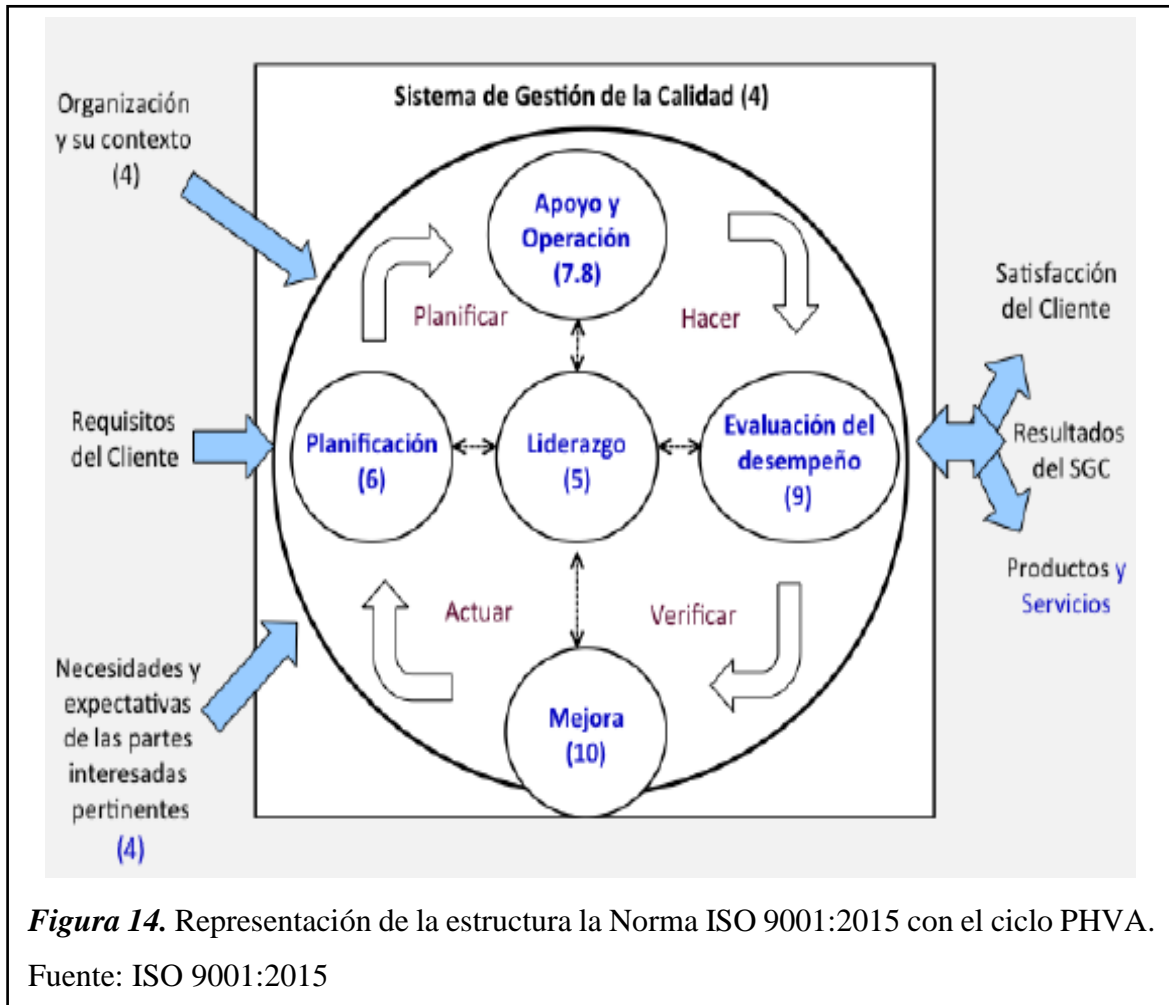 Sistema de Gestión de la Calidad (4)
Organización
y su contexto
(4)
Requisitos
del Cliente
Necesidades y
expectativas
de las partes
interesadas
pertinentes
(4)
Apoyo y
Operación
(7.8)
Planificar
Hacer
Planificación
(6)
Liderazgo
(5)
Evaluación del
desempeño
(9)
Actuar
Verificar
Mejora
(10)
Satisfacción
del Cliente
Resultados
del SGC
Productos y
Servicios
Figura 14. Representación de la estructura la Norma ISO 9001:2015 con el ciclo PHVA.
Fuente: ISO 9001:2015